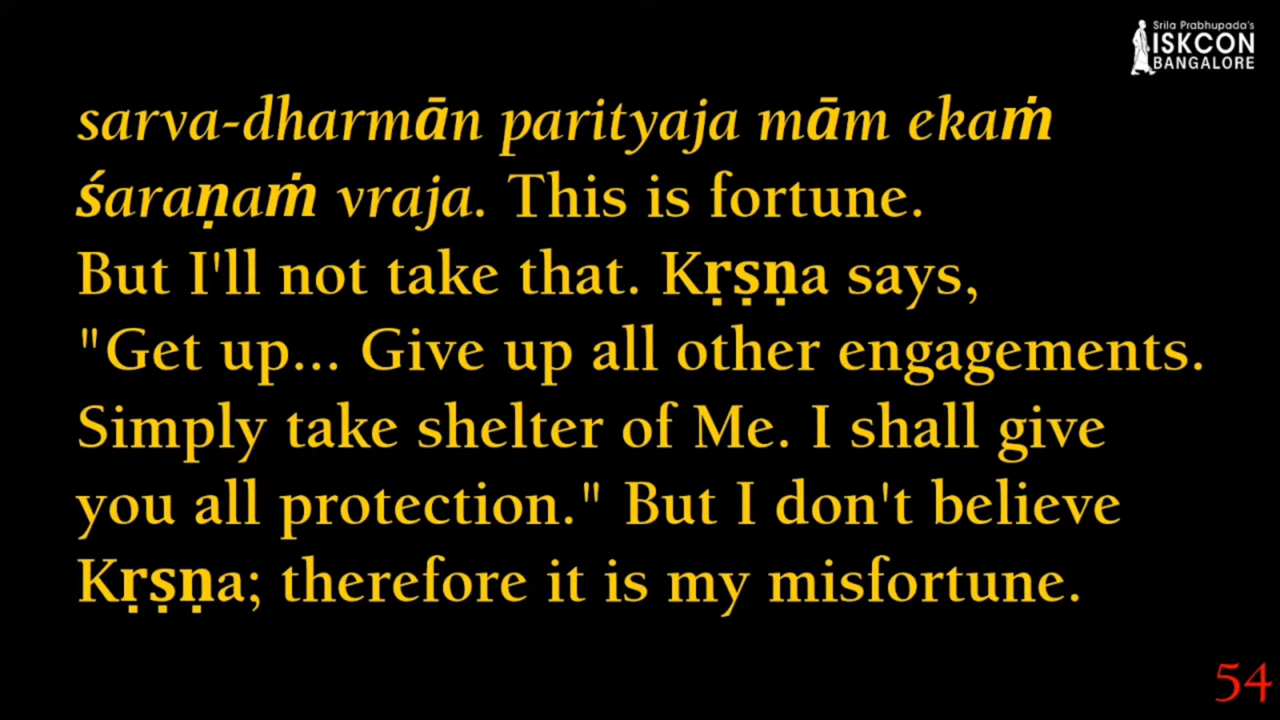 Srila Prabhupada's
ISKCON
BANGALORE
sarva-dharmān parityaja mām ekaṁ
śaraṇaṁ vraja. This is fortune.
But I'll not take that. Kṛṣṇa says,
"Get up... Give up all other engagements.
Simply take shelter of Me. I shall give
you all protection." But I don't believe
Kṛṣṇa; therefore it is my misfortune.
54